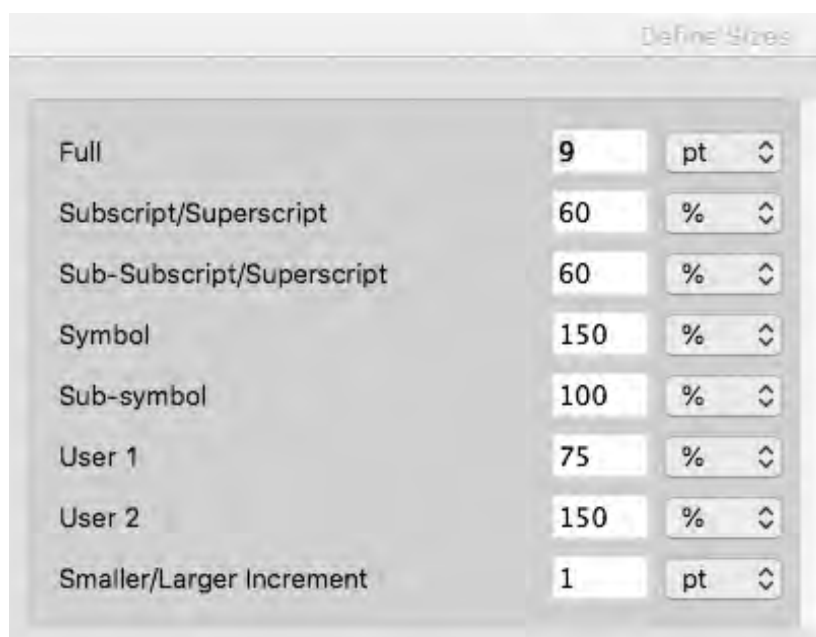 Define Sizes
Full 9 pt
Subscript/Superscript 60 %
Sub-Subscript/Superscript 60 %
Symbol 150 %
Sub-symbol 100 %
User 1 75 %
User 2 150 %
Smaller/Larger Increment 1 pt